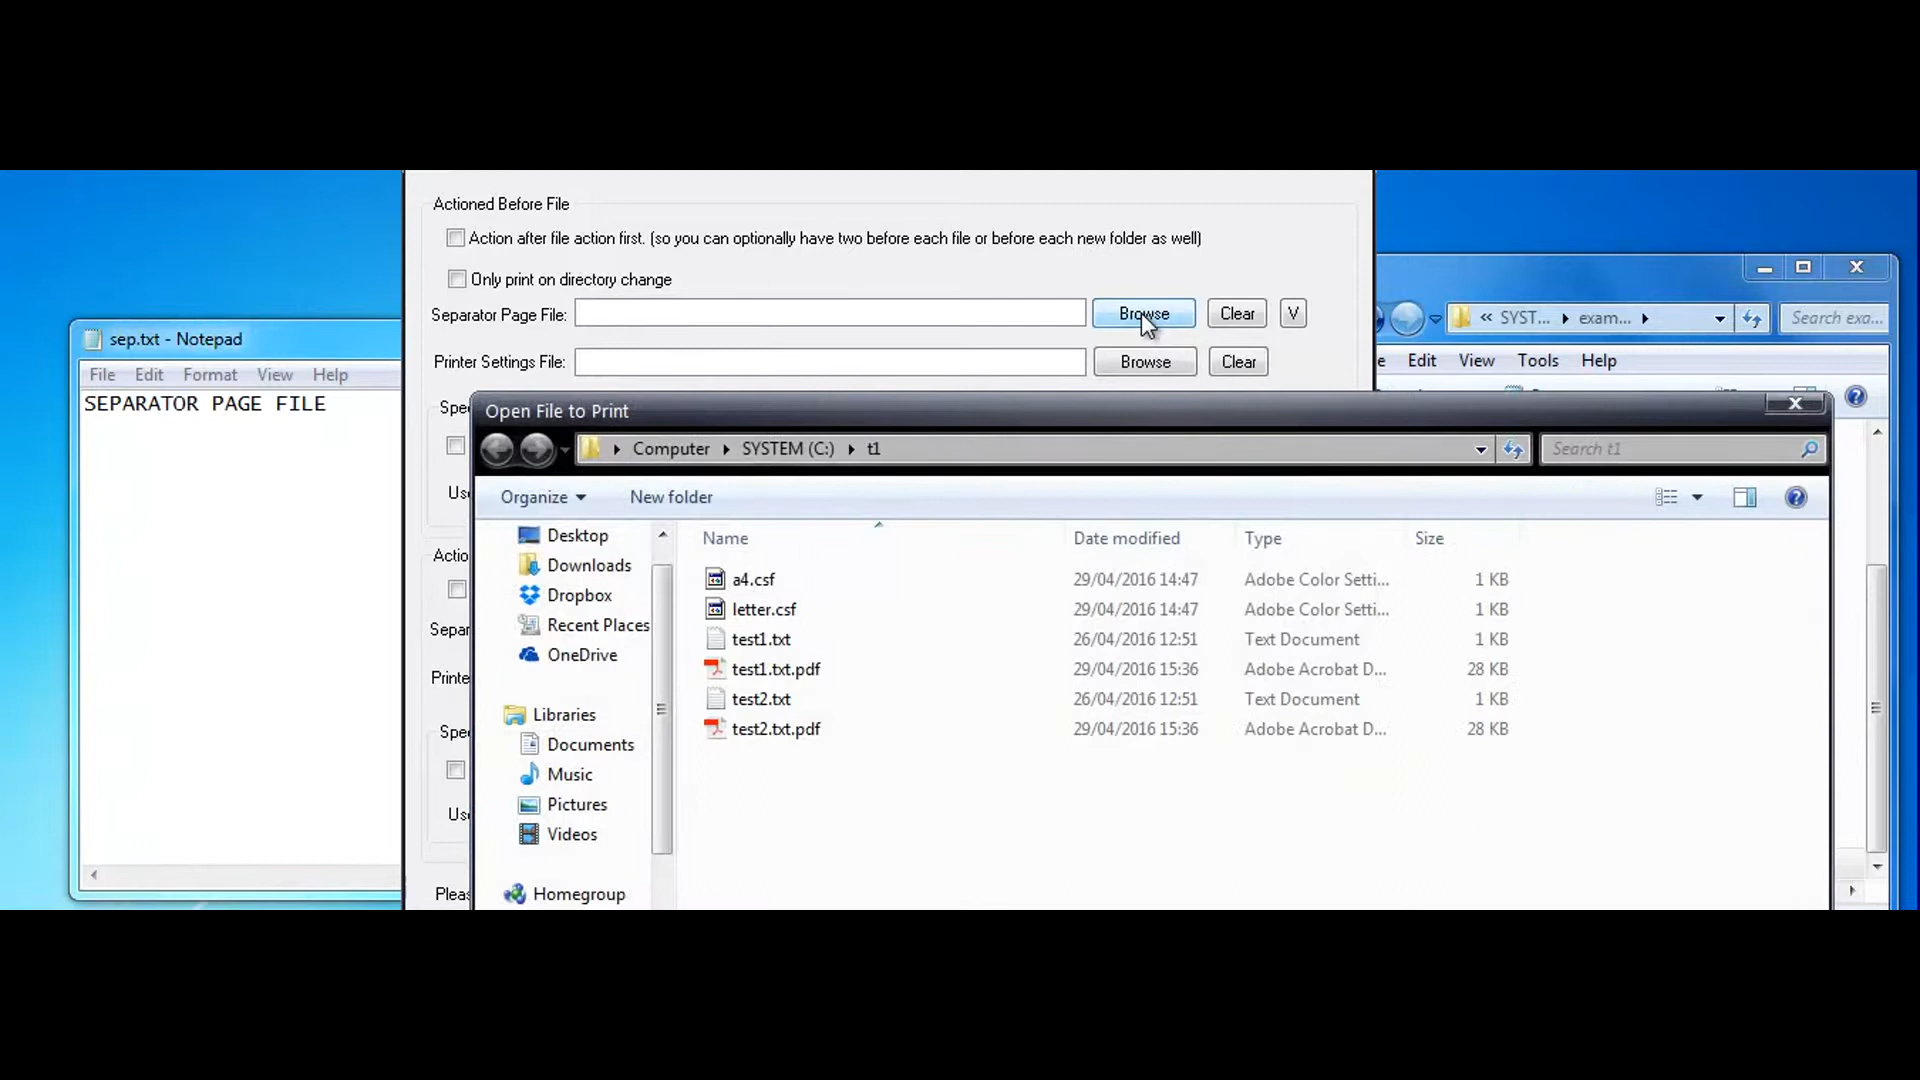 Actioned Before File
Action after file action first. (so you can optionally have two before each file or before each new folder as well)
Only print on directory change
Separator Page File:
Browse
Clear
V
Printer Settings File:
Browse
Clear
sep.txt - Notepad
File Edit Format View Help
SEPARATOR PAGE FILE
« SYST... exam...
Search exa...
Edit View Tools Help
Spe
Use
Actio
Separ
Printe
Spe
Use
Pleas
Open File to Print
Computer SYSTEM (C:) t1
Search t1
Organize New folder
Desktop
Downloads
Dropbox
Recent Places
OneDrive
Libraries
Documents
Music
Pictures
Videos
Homegroup
Name Date modified Type Size
a4.csf 29/04/2016 14:47 Adobe Color Setti... 1 KB
letter.csf 29/04/2016 14:47 Adobe Color Setti... 1 KB
test1.txt 26/04/2016 12:51 Text Document 1 KB
test1.txt.pdf 29/04/2016 15:36 Adobe Acrobat D... 28 KB
test2.txt 26/04/2016 12:51 Text Document 1 KB
test2.txt.pdf 29/04/2016 15:36 Adobe Acrobat D... 28 KB